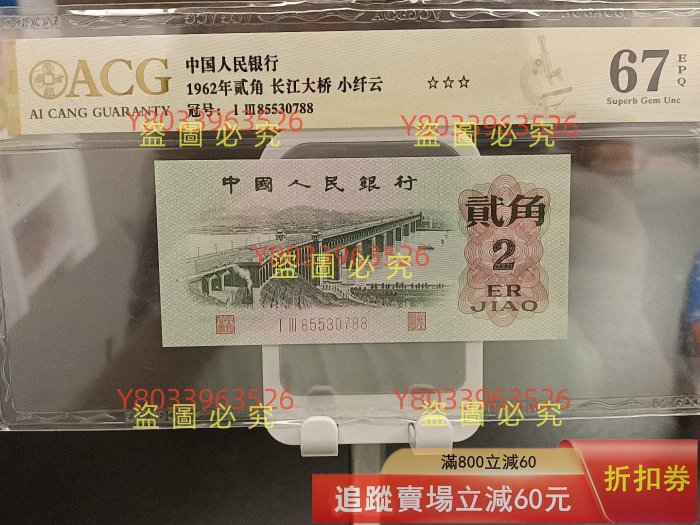 ACG
AI CANG GUARANTY
中国人民银行
1962年贰角 长江大桥 小纤云
冠号: I III85530788
☆☆☆
67 EPQ
Superb Gem Unc
Y8033963526 Y8033963526
盗圖必究 盗圖必究
中國人民銀行
貳角
2
ER
JIAO
Y8033963526
盗圖必究
I III 85530788
Y8033963526 Y8033963526
盗圖必究 盗圖必究
滿800立減60
追蹤賣場立減60元
折扣券